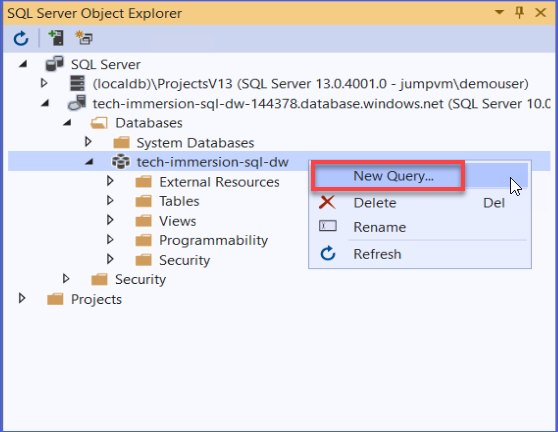 SQL Server Object Explorer
SQL Server
(localdb)\ProjectsV13 (SQL Server 13.0.4001.0 - jumpvm\demouser)
tech-immersion-sql-dw-144378.database.windows.net (SQL Server 10.0
Databases
System Databases
tech-immersion-sql-dw
New Query...
External Resources
Tables
Delete Del
Views
Rename
Programmability
Security
Refresh
Security
Projects